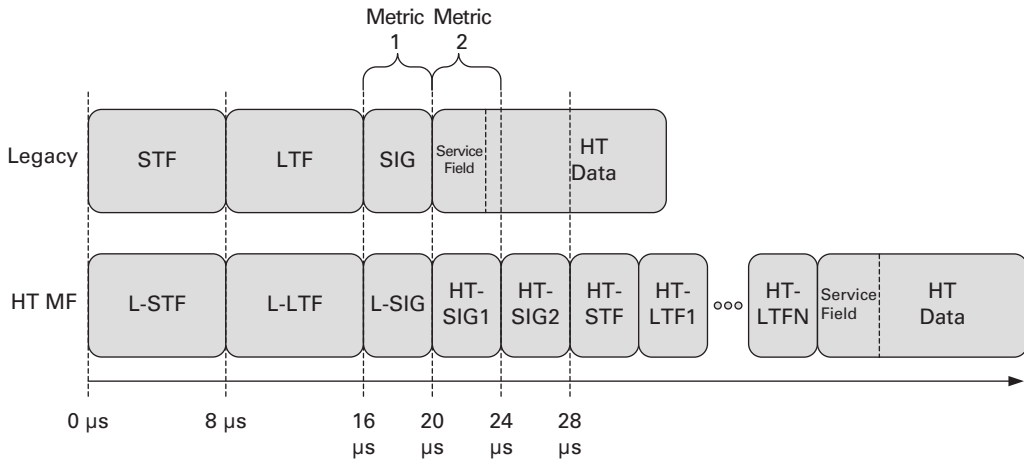 Metric
1
Metric
2
Legacy
STF
LTF
SIG
Service
Field
HT
Data
HT MF
L-STF
L-LTF
L-SIG
HT-
SIG1
HT-
SIG2
HT-
STF
HT-
LTF1
HT-
LTFN
Service
Field
HT
Data
0 µs
8 µs
16
µs
20
µs
24
µs
28
µs